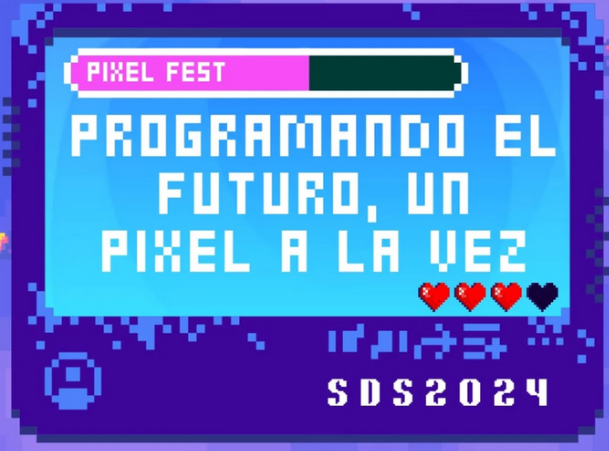 PIXEL FEST
PROGRAMANDO EL
FUTURO, UN
PIXEL A LA VEZ
SDS2024